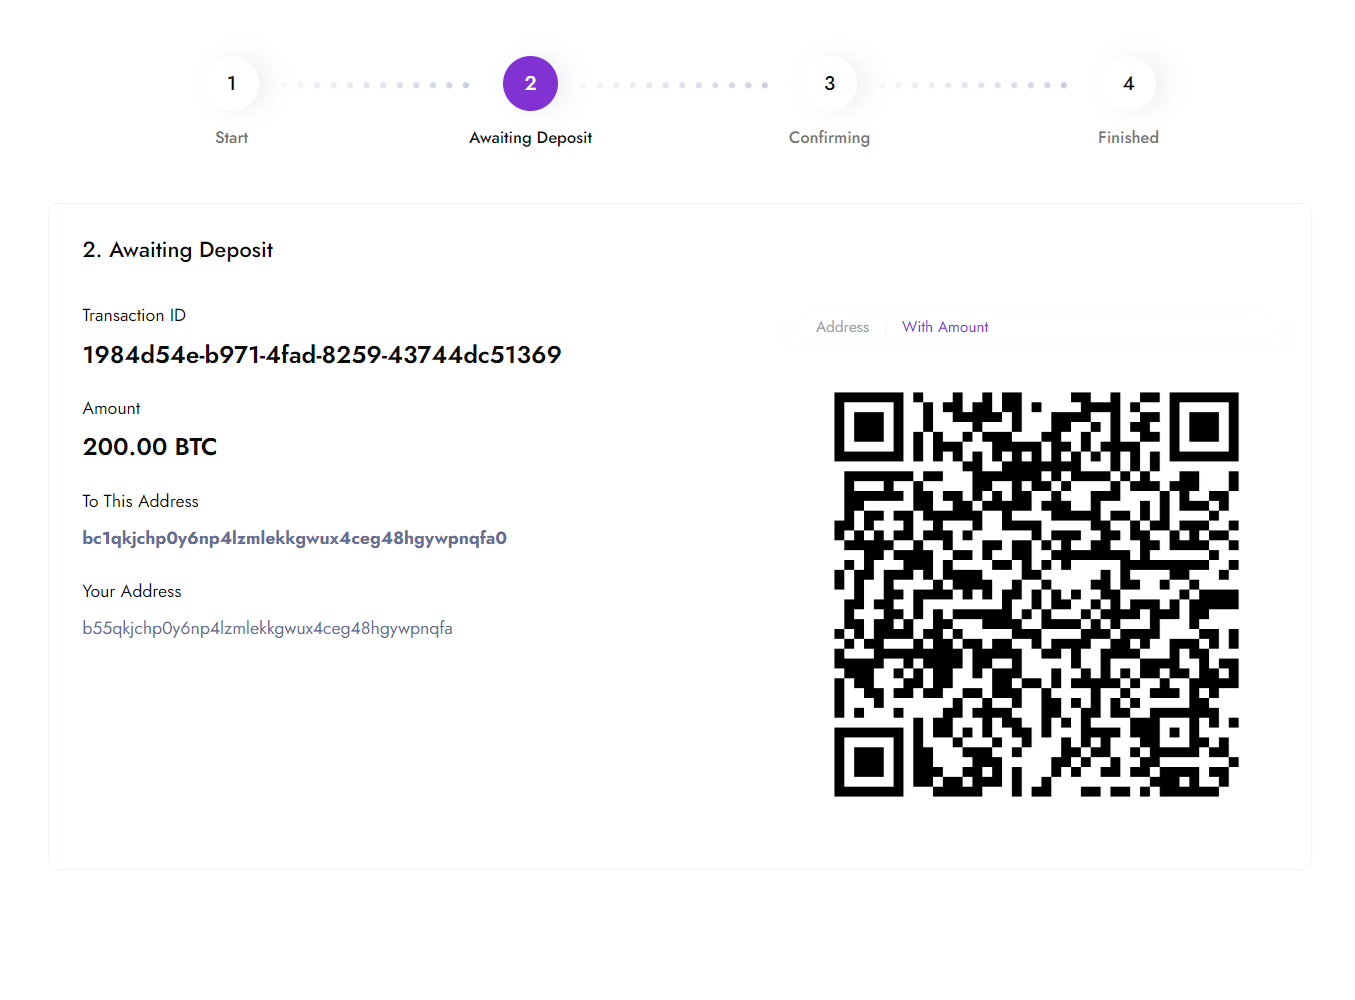 1
2
3
4
Start
Awaiting Deposit
Confirming
Finished
2. Awaiting Deposit
Transaction ID
1984d54e-b971-4fad-8259-43744dc51369
Amount
200.00 BTC
To This Address
bc1qkjchp0y6np4lzmlekkgwux4ceg48hgywpnqfa0
Your Address
b55qkjchp0y6np4lzmlekkgwux4ceg48hgywpnqfa
Address
With Amount